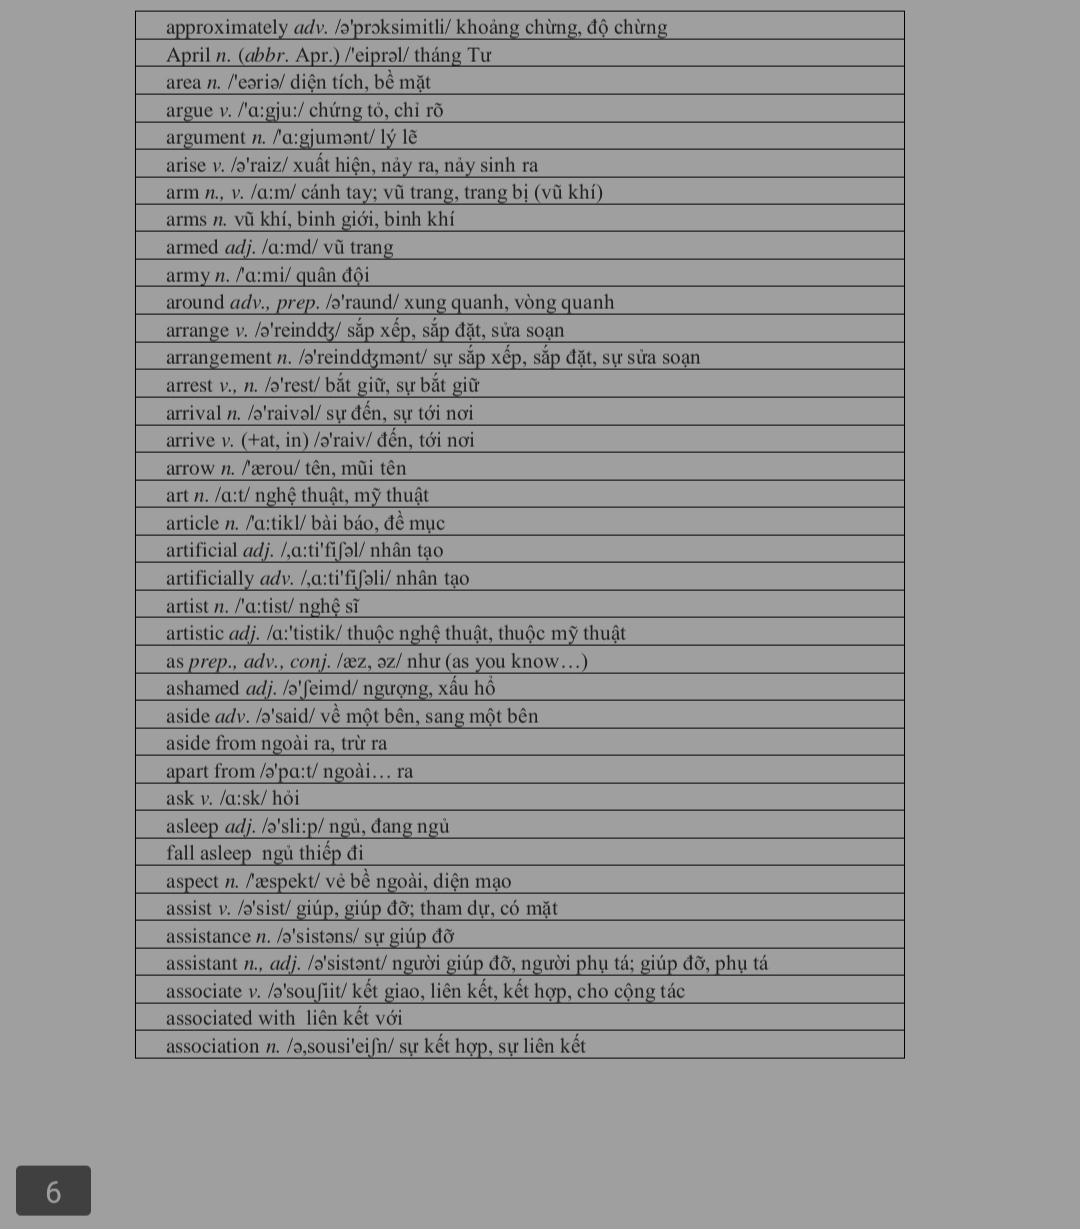 approximately adv. /ə'prɔksimitli/ khoảng chừng, độ chừng
April n. (abbr. Apr.) /'eiprəl/ tháng Tư
area n. /'eəriə/ diện tích, bề mặt
argue v. /'ɑ:gju:/ chứng tỏ, chỉ rõ
argument n. /'ɑ:gjumənt/ lý lẽ
arise v. /ə'raiz/ xuất hiện, nảy ra, nảy sinh ra
arm n., v. /ɑ:m/ cánh tay; vũ trang, trang bị (vũ khí)
arms n. vũ khí, binh giới, binh khí
armed adj. /ɑ:md/ vũ trang
army n. /'ɑ:mi/ quân đội
around adv., prep. /ə'raund/ xung quanh, vòng quanh
arrange v. /ə'reindʤ/ sắp xếp, sắp đặt, sửa soạn
arrangement n. /ə'reindʤmənt/ sự sắp xếp, sắp đặt, sự sửa soạn
arrest v., n. /ə'rest/ bắt giữ, sự bắt giữ
arrival n. /ə'raivəl/ sự đến, sự tới nơi
arrive v. (+at, in) /ə'raiv/ đến, tới nơi
arrow n. /'ærou/ tên, mũi tên
art n. /ɑ:t/ nghệ thuật, mỹ thuật
article n. /'ɑ:tikl/ bài báo, đề mục
artificial adj. /,ɑ:ti'fiʃəl/ nhân tạo
artificially adv. /,ɑ:ti'fiʃəli/ nhân tạo
artist n. /'ɑ:tist/ nghệ sĩ
artistic adj. /ɑ:'tistik/ thuộc nghệ thuật, thuộc mỹ thuật
as prep., adv., conj. /æz, əz/ như (as you know…)
ashamed adj. /ə'ʃeimd/ ngượng, xấu hổ
aside adv. /ə'said/ về một bên, sang một bên
aside from ngoài ra, trừ ra
apart from /ə'pɑ:t/ ngoài… ra
ask v. /ɑ:sk/ hỏi
asleep adj. /ə'sli:p/ ngủ, đang ngủ
fall asleep ngủ thiếp đi
aspect n. /'æspekt/ vẻ bề ngoài, diện mạo
assist v. /ə'sist/ giúp, giúp đỡ; tham dự, có mặt
assistance n. /ə'sistəns/ sự giúp đỡ
assistant n., adj. /ə'sistənt/ người giúp đỡ, người phụ tá; giúp đỡ, phụ tá
associate v. /ə'souʃiit/ kết giao, liên kết, kết hợp, cho cộng tác
associated with liên kết với
association n. /ə,sousi'eiʃn/ sự kết hợp, sự liên kết
6